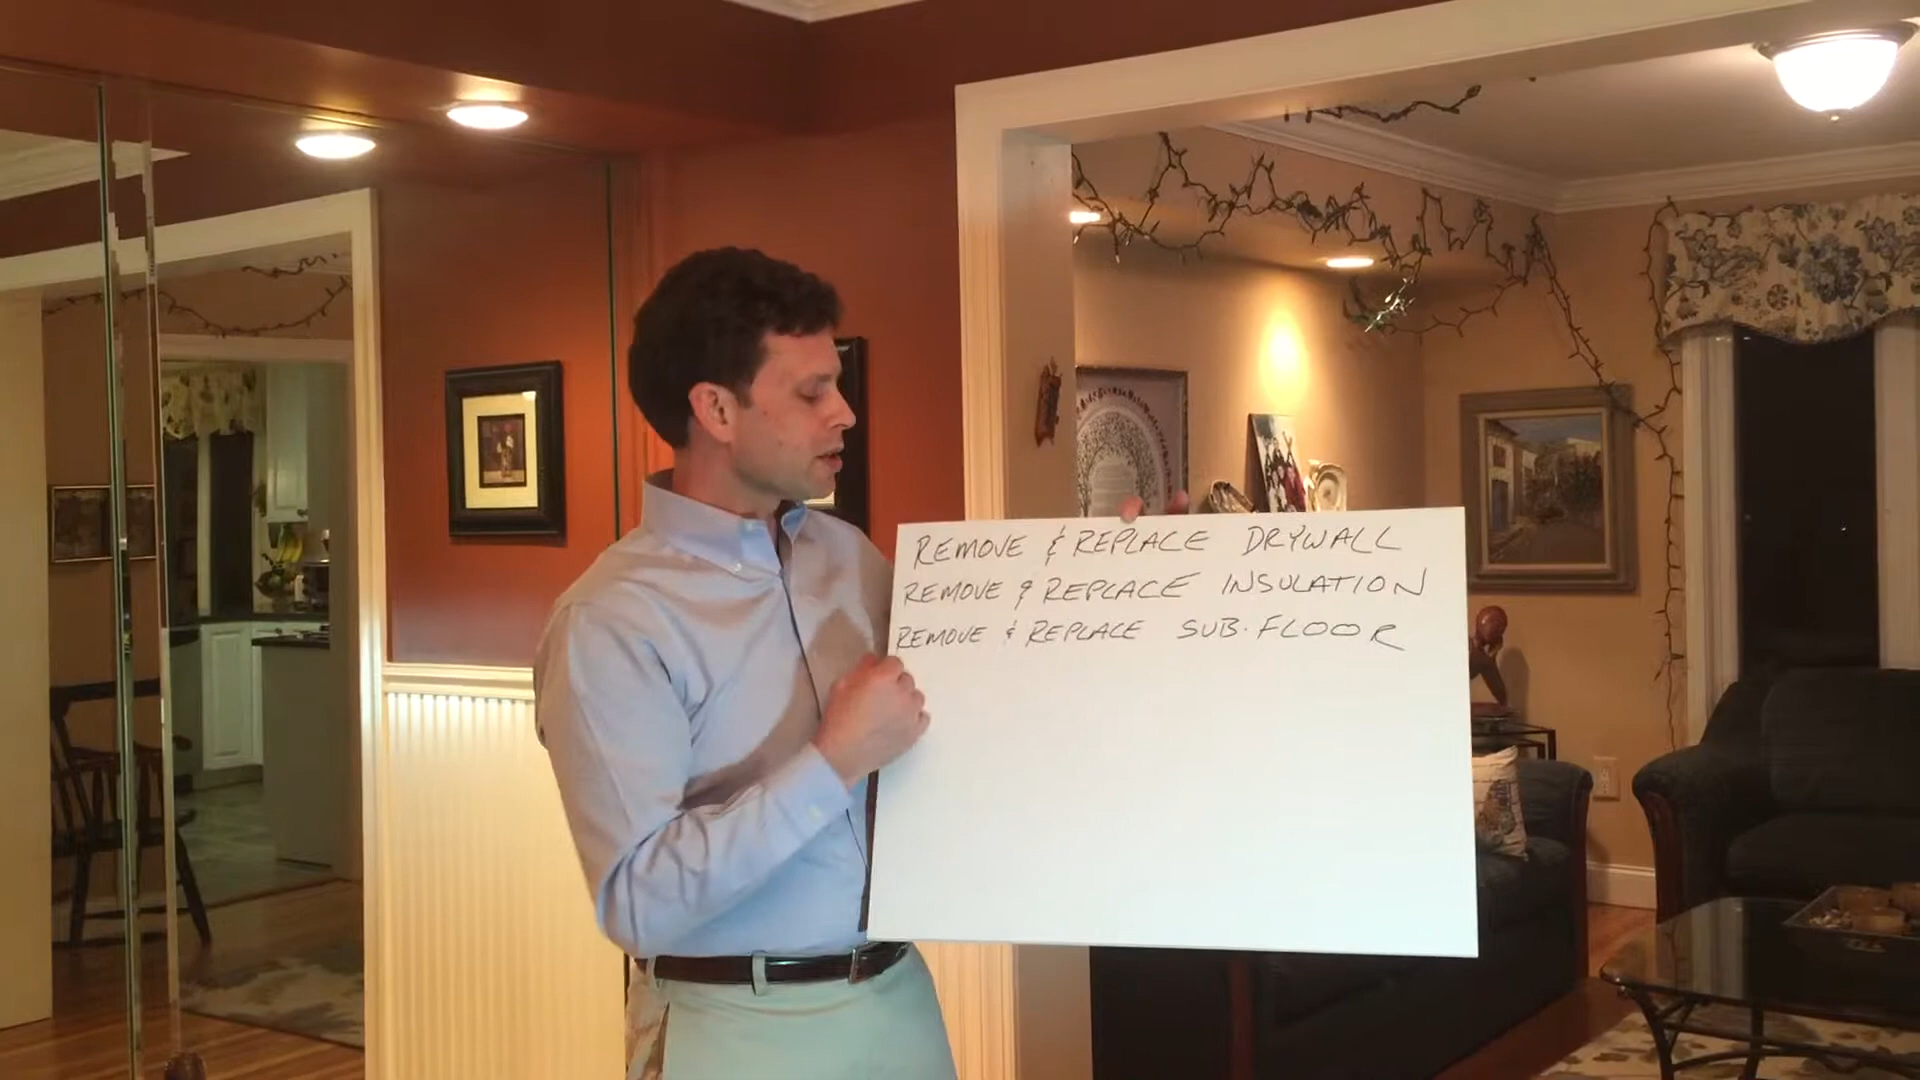 REMOVE & REPLACE DRYWALL
REMOVE & REPLACE INSULATION
REMOVE & REPLACE SUB-FLOOR